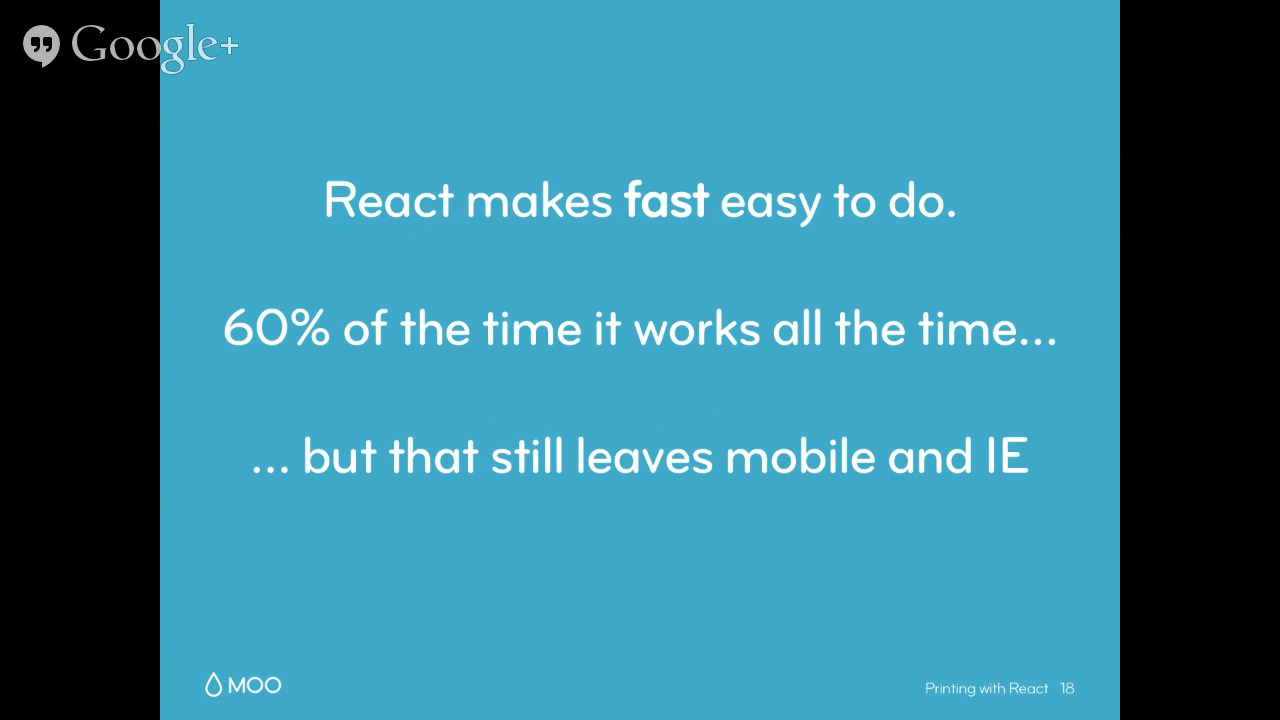 Google+
React makes fast easy to do.
60% of the time it works all the time...
... but that still leaves mobile and IE
MOO
Printing with React 18